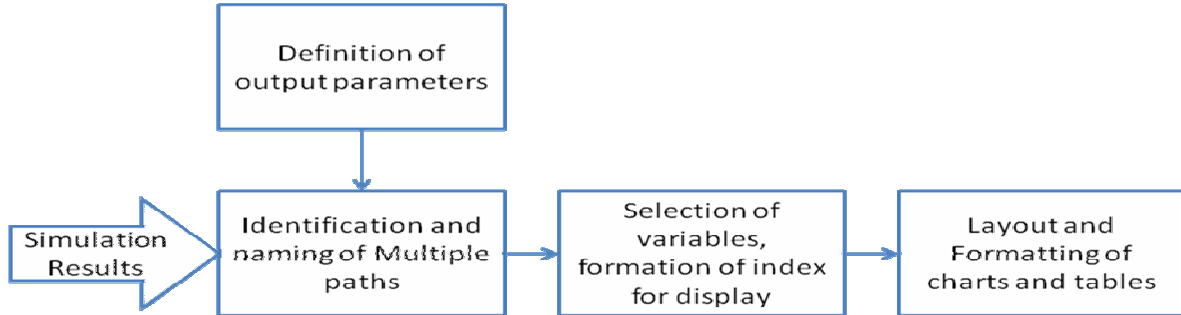 Definition of
output parameters
Simulation
Results
Identification and
naming of Multiple
paths
Selection of
variables,
formation of index
for display
Layout and
Formatting of
charts and tables